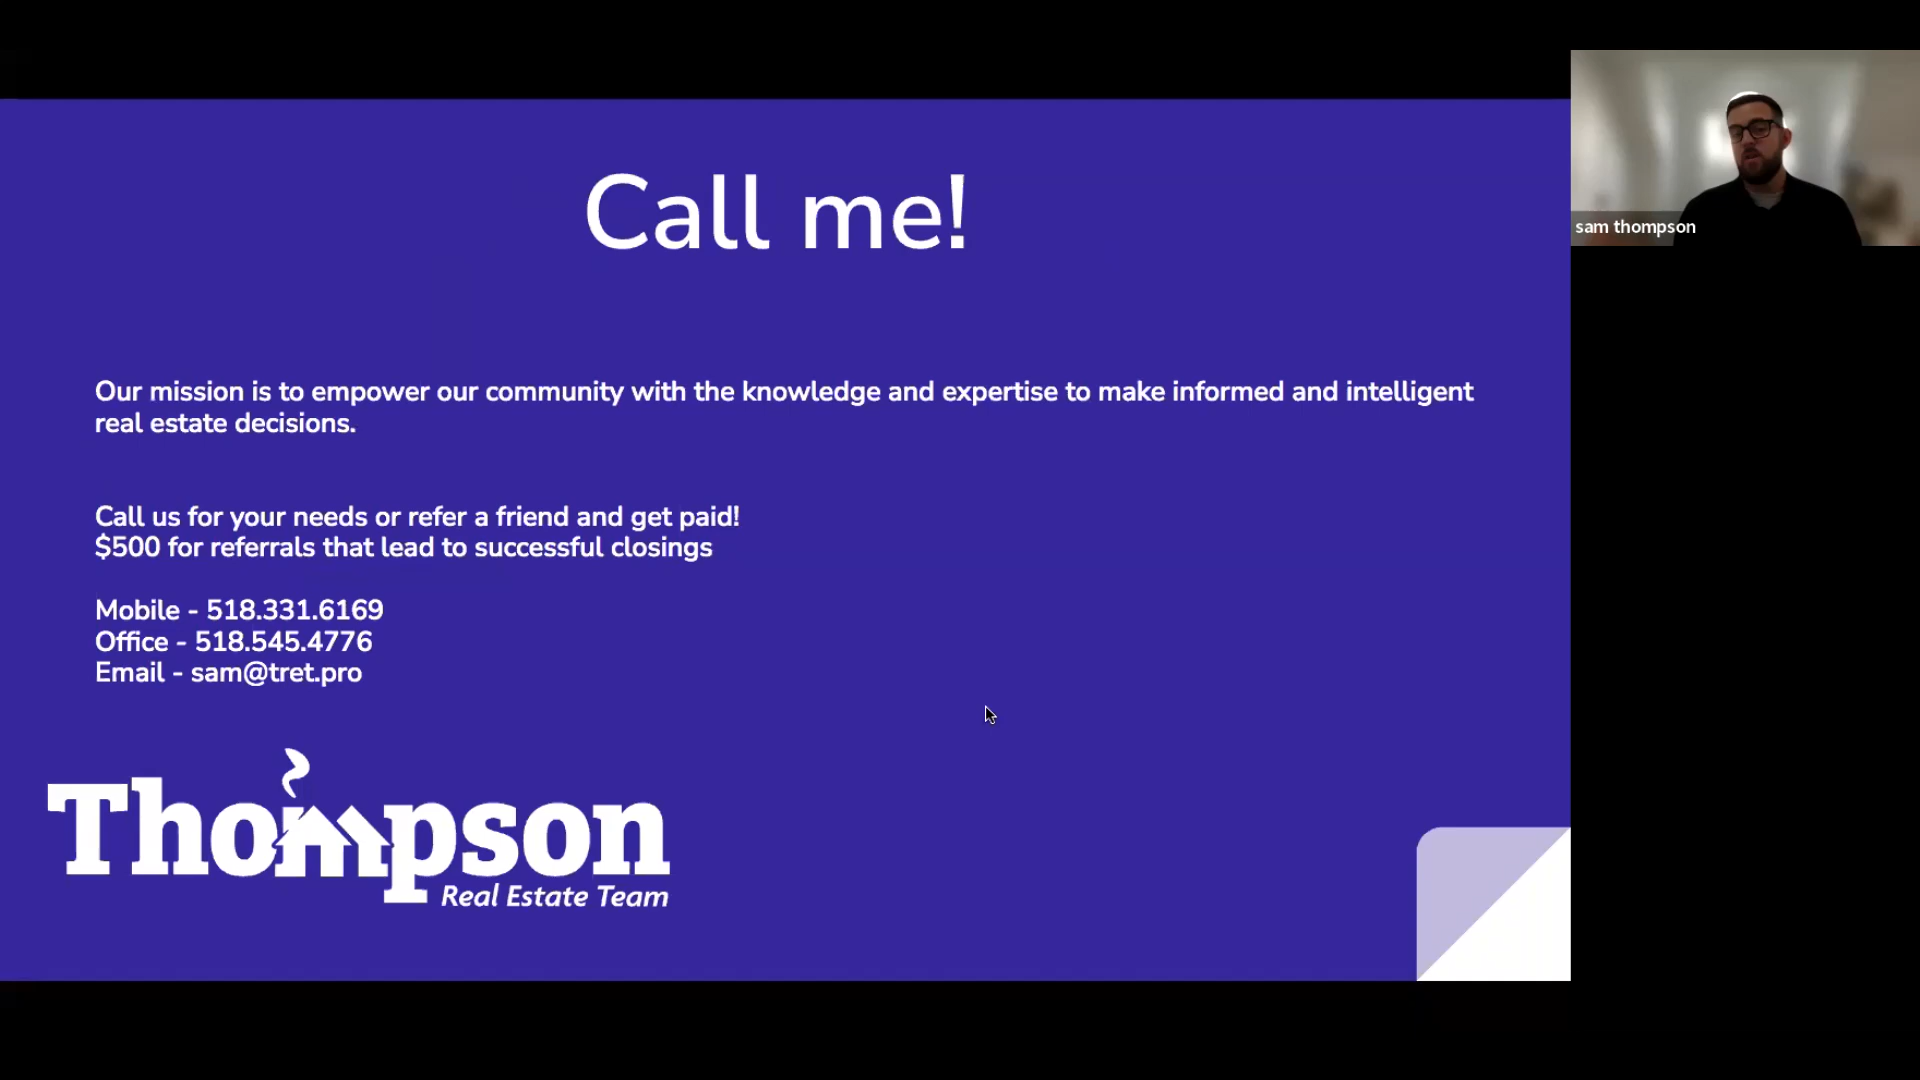 Call me!
sam thompson
Our mission is to empower our community with the knowledge and expertise to make informed and intelligent
real estate decisions.
Call us for your needs or refer a friend and get paid!
$500 for referrals that lead to successful closings
Mobile - 518.331.6169
Office - 518.545.4776
Email - sam@tret.pro
Thompson
Real Estate Team